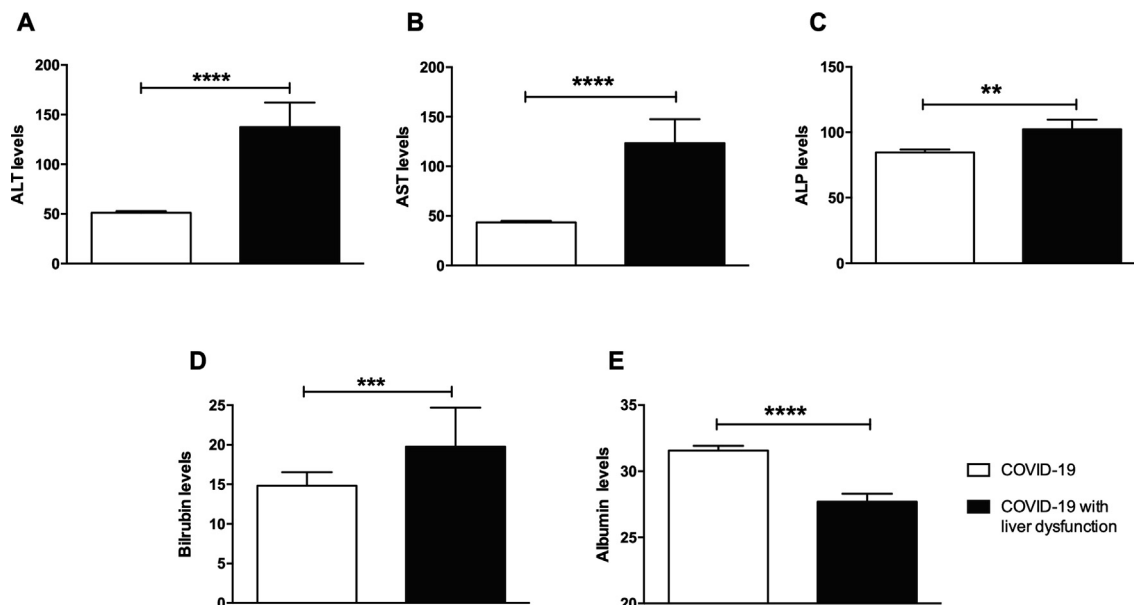 A
ALT levels
200
150
100
50
0
****
B
AST levels
200
150
100
50
0
****
C
ALP levels
150
100
50
0
**
D
Bilrubin levels
25
20
15
10
5
0
***
E
Albumin levels
35
30
25
20
****
COVID-19
COVID-19 with
liver dysfunction